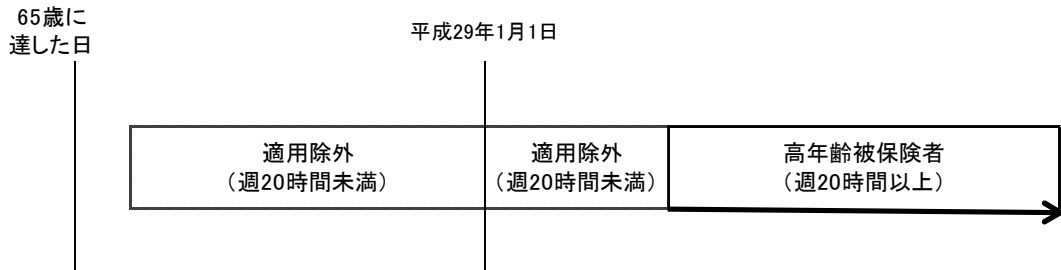 65歳に
達した日
平成29年1月1日
適用除外
（週20時間未満）
適用除外
（週20時間未満）
高年齢被保険者
（週20時間以上）